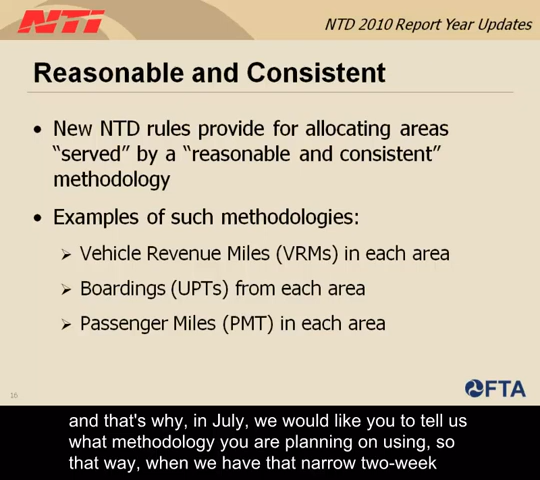 NTI
NTD 2010 Report Year Updates
Reasonable and Consistent
• New NTD rules provide for allocating areas
“served” by a “reasonable and consistent”
methodology
• Examples of such methodologies:
➢ Vehicle Revenue Miles (VRMs) in each area
➢ Boardings (UPTs) from each area
➢ Passenger Miles (PMT) in each area
16
FTA
and that's why, in July, we would like you to tell us
what methodology you are planning on using, so
that way, when we have that narrow two-week